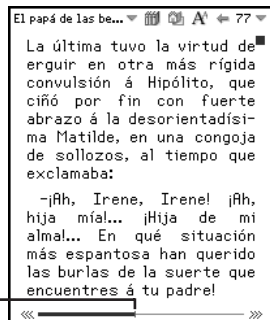 El papá de las be... 77
La última tuvo la virtud de
erguir en otra más rígida
convulsión á Hipólito, que
ciñó por fin con fuerte
abrazo á la desorientadísi-
ma Matilde, en una congoja
de sollozos, al tiempo que
exclamaba:
-¡Ah, Irene, Irene! ¡Ah,
hija mía!... ¡Hija de mi
alma!... En qué situación
más espantosa han querido
las burlas de la suerte que
encuentres á tu padre!